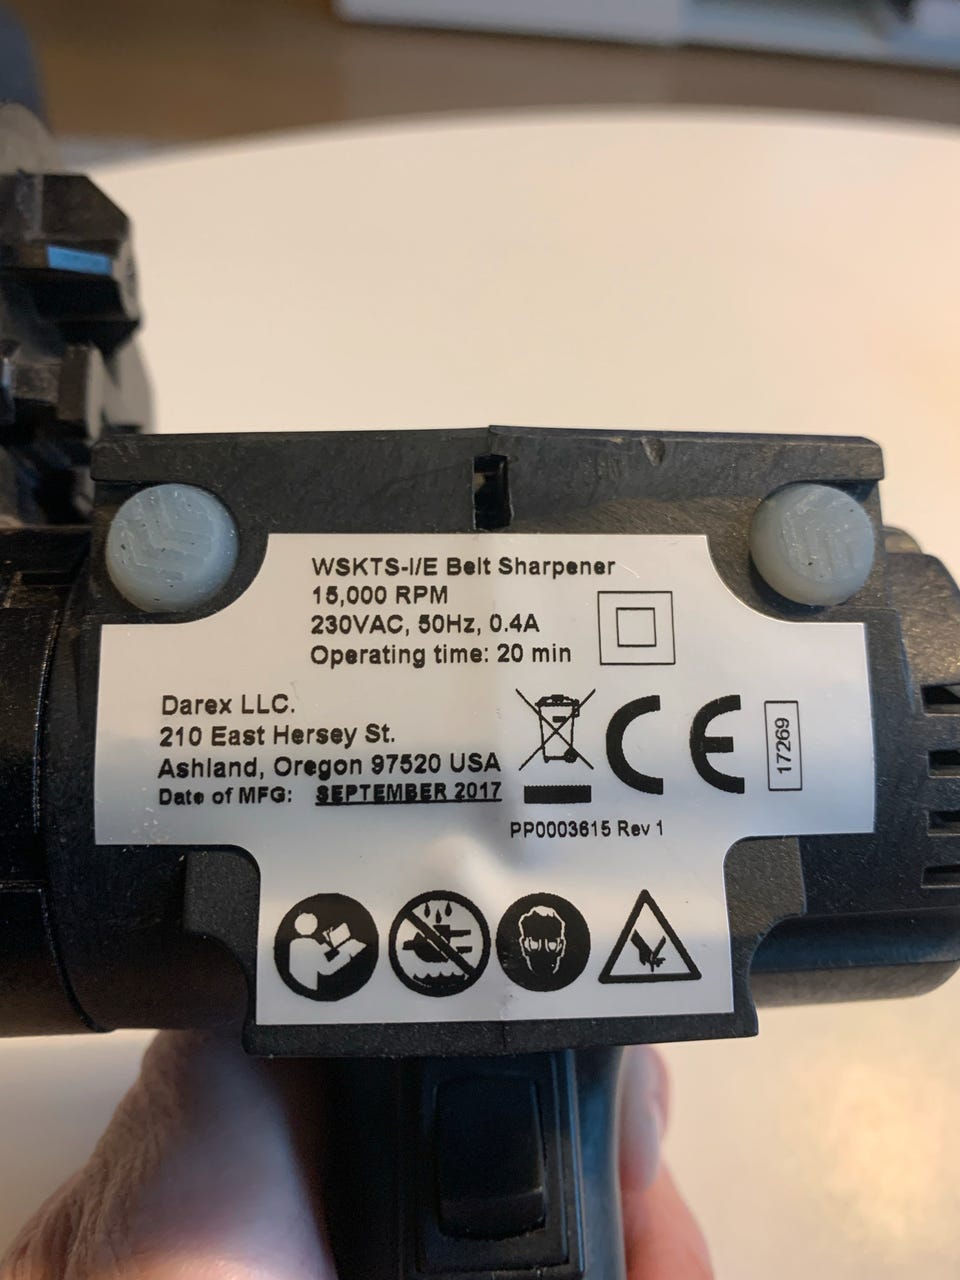 WSKTS-I/E Belt Sharpener
15,000 RPM
230VAC, 50Hz, 0.4A
Operating time: 20 min
Darex LLC.
210 East Hersey St.
Ashland, Oregon 97520 USA
Date of MFG: SEPTEMBER 2017
CE
17269
PP0003615 Rev 1